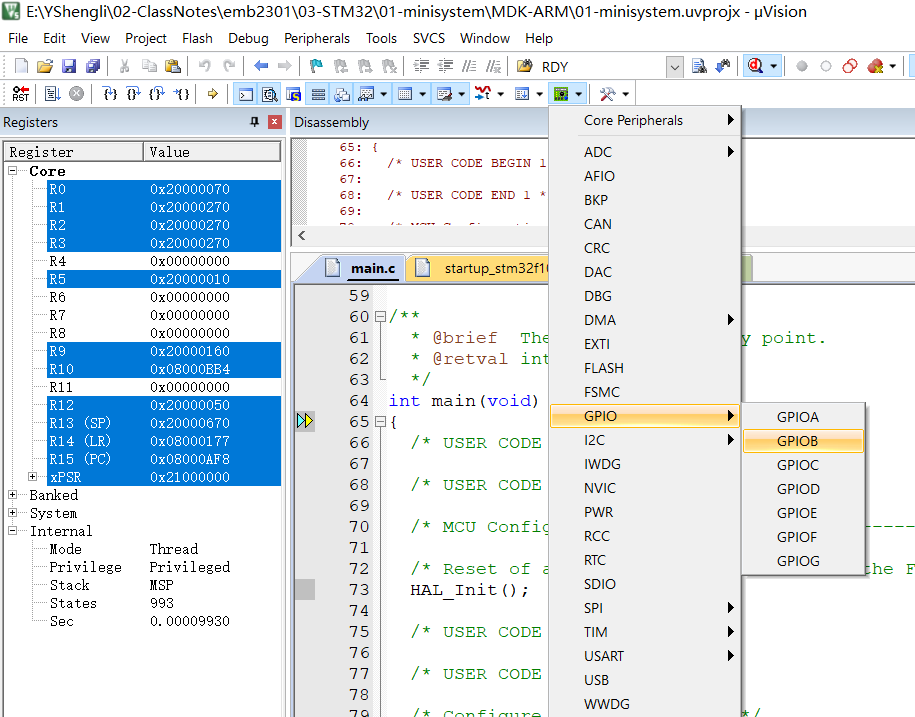 E:\YShengli\02-ClassNotes\emb2301\03-STM32\01-minisystem\MDK-ARM\01-minisystem.uvprojx - µVision
File Edit View Project Flash Debug Peripherals Tools SVCS Window Help
RDY
RST
Registers
Register Value
Core
R0 0x20000070
R1 0x20000270
R2 0x20000270
R3 0x20000270
R4 0x00000000
R5 0x20000010
R6 0x00000000
R7 0x00000000
R8 0x00000000
R9 0x20000160
R10 0x08000BB4
R11 0x00000000
R12 0x20000050
R13 (SP) 0x20000670
R14 (LR) 0x08000177
R15 (PC) 0x08000AF8
xPSR 0x21000000
Banked
System
Internal
Mode Thread
Privilege Privileged
Stack MSP
States 993
Sec 0.00009930
Disassembly
65: {
66: /* USER CODE BEGIN 1
67:
68: /* USER CODE END 1 *
69:
main.c startup_stm32f10
59
60 /**
61 * @brief The y point.
62 * @retval int
63 */
64 int main(void)
65 {
66 /* USER CODE
67
68 /* USER CODE
69
70 /* MCU Config ------
71
72 /* Reset of a the F
73 HAL_Init();
74
75 /* USER CODE
76
77 /* USER CODE
78
79 /* Configure */
Core Peripherals
ADC
AFIO
BKP
CAN
CRC
DAC
DBG
DMA
EXTI
FLASH
FSMC
GPIO
I2C
IWDG
NVIC
PWR
RCC
RTC
SDIO
SPI
TIM
USART
USB
WWDG
GPIOA
GPIOB
GPIOC
GPIOD
GPIOE
GPIOF
GPIOG